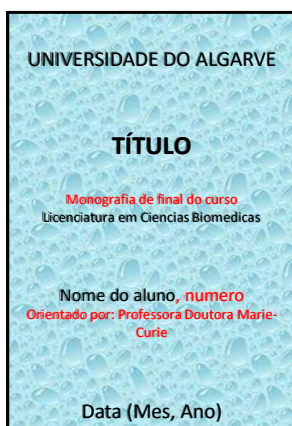 UNIVERSIDADE DO ALGARVE
TÍTULO
Monografia de final do curso
Licenciatura em Ciencias Biomedicas
Nome do aluno, numero
Orientado por: Professora Doutora Marie-
Curie
Data (Mes, Ano)